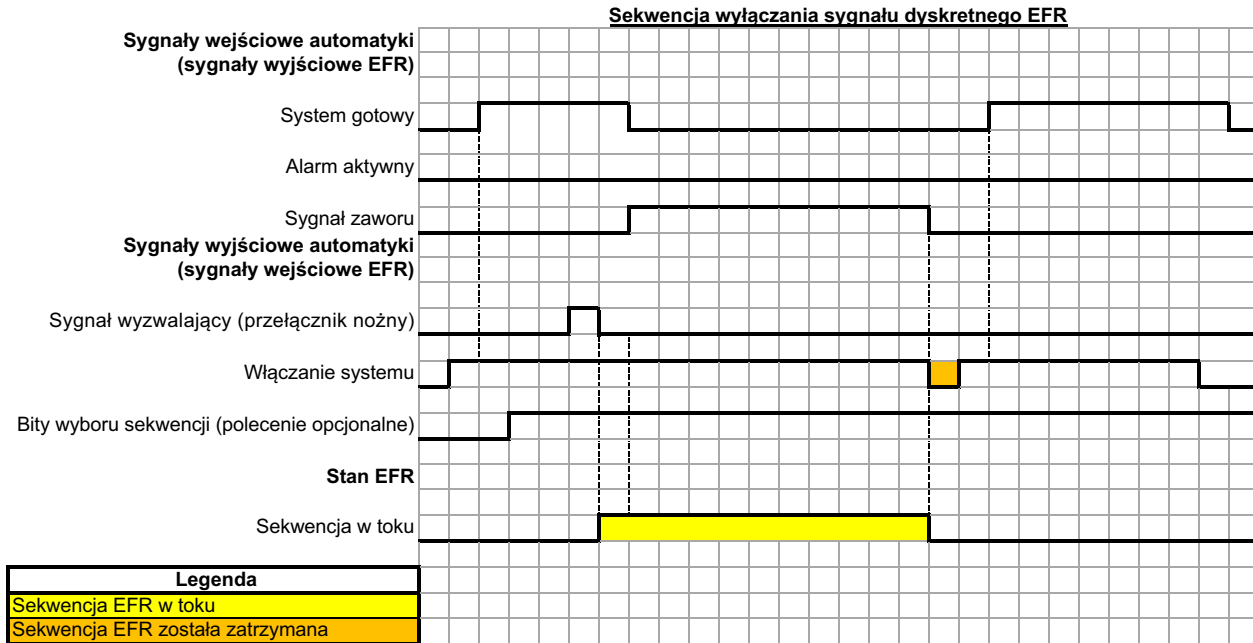 Sekwencja wyłączania sygnału dyskretnego EFR
Sygnały wejściowe automatyki
(sygnały wyjściowe EFR)
System gotowy
Alarm aktywny
Sygnał zaworu
Sygnały wyjściowe automatyki
(sygnały wejściowe EFR)
Sygnał wyzwalający (przełącznik nożny)
Włączanie systemu
Bity wyboru sekwencji (polecenie opcjonalne)
Stan EFR
Sekwencja w toku
Legenda
Sekwencja EFR w toku
Sekwencja EFR została zatrzymana